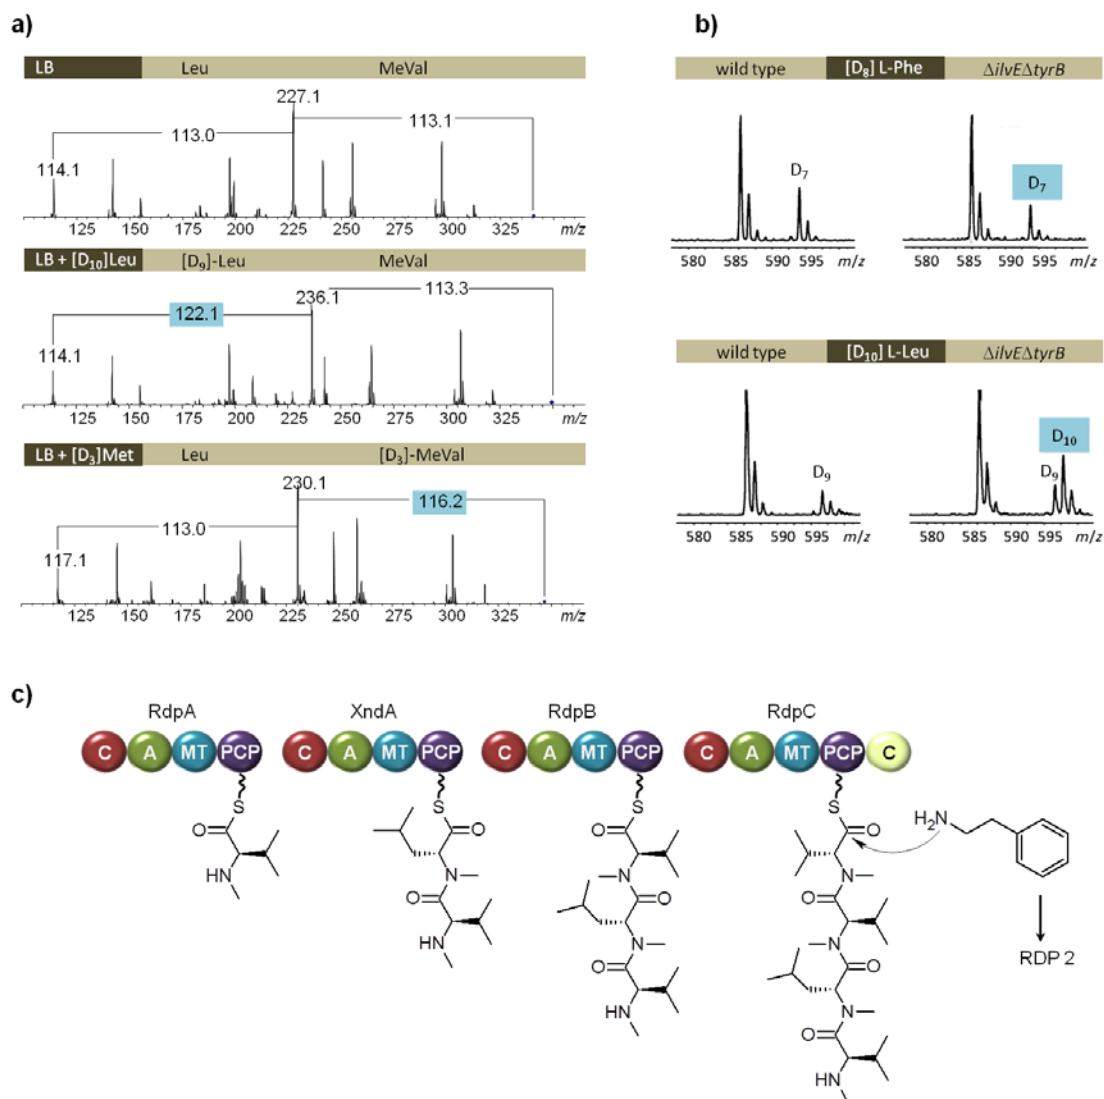 a)
LB Leu MeVal
227.1
113.0 113.1
114.1
125 150 175 200 225 250 275 300 325 m/z
LB + [D10]Leu [D9]-Leu MeVal
236.1 113.3
122.1
114.1
125 150 175 200 225 250 275 300 325 m/z
LB + [D3]Met Leu [D3]-MeVal
230.1
116.2
113.0
117.1
125 150 175 200 225 250 275 300 325 m/z
b)
wild type [D8] L-Phe ΔilvEΔtyrB
D7 D7
580 585 590 595 m/z 580 585 590 595 m/z
wild type [D10] L-Leu ΔilvEΔtyrB
D9 D9 D10
580 585 590 595 m/z 580 585 590 595 m/z
c)
RdpA XndA RdpB RdpC
C A MT PCP C A MT PCP C A MT PCP C A MT PCP C
S S S S
O O O O H2N
HN N N N
O O O
HN N N
O O
HN N
O
HN
RDP 2